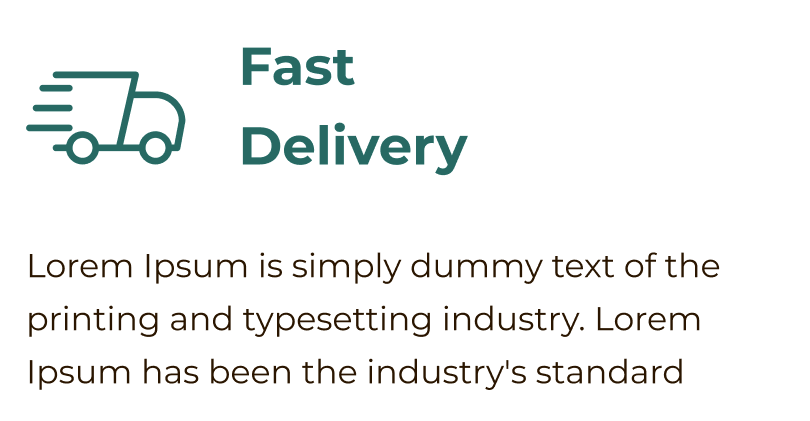 Fast
Delivery
Lorem Ipsum is simply dummy text of the
printing and typesetting industry. Lorem
Ipsum has been the industry's standard